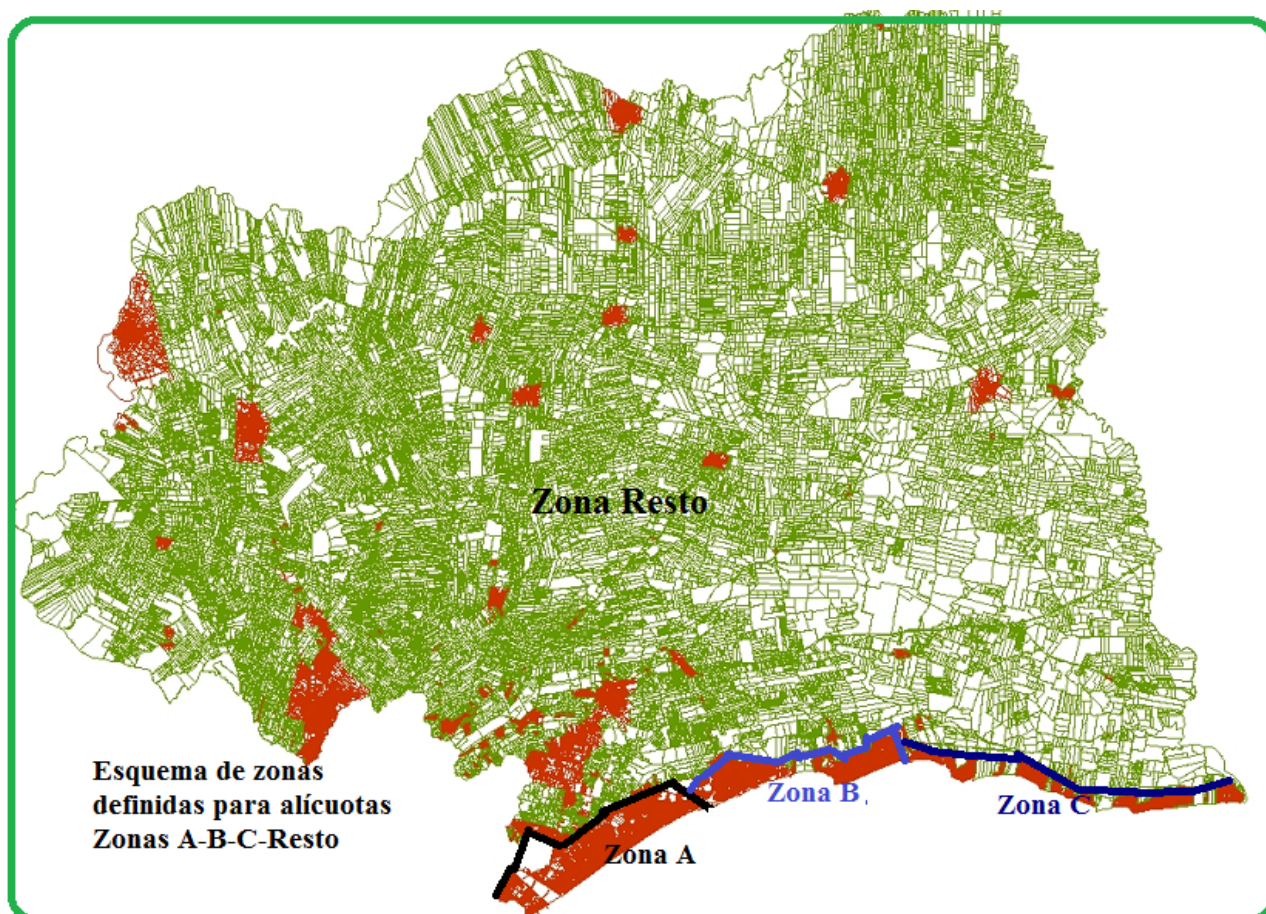 Zona Resto
Esquema de zonas
definidas para alícuotas
Zonas A-B-C-Resto
Zona B
Zona C
Zona A